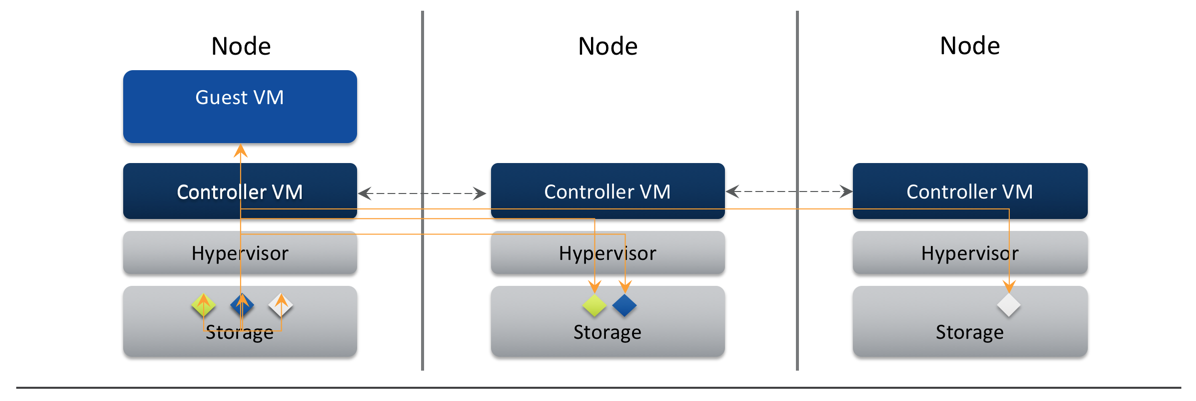 Node
Node
Node
Guest VM
Controller VM
Controller VM
Controller VM
Hypervisor
Hypervisor
Hypervisor
Storage
Storage
Storage